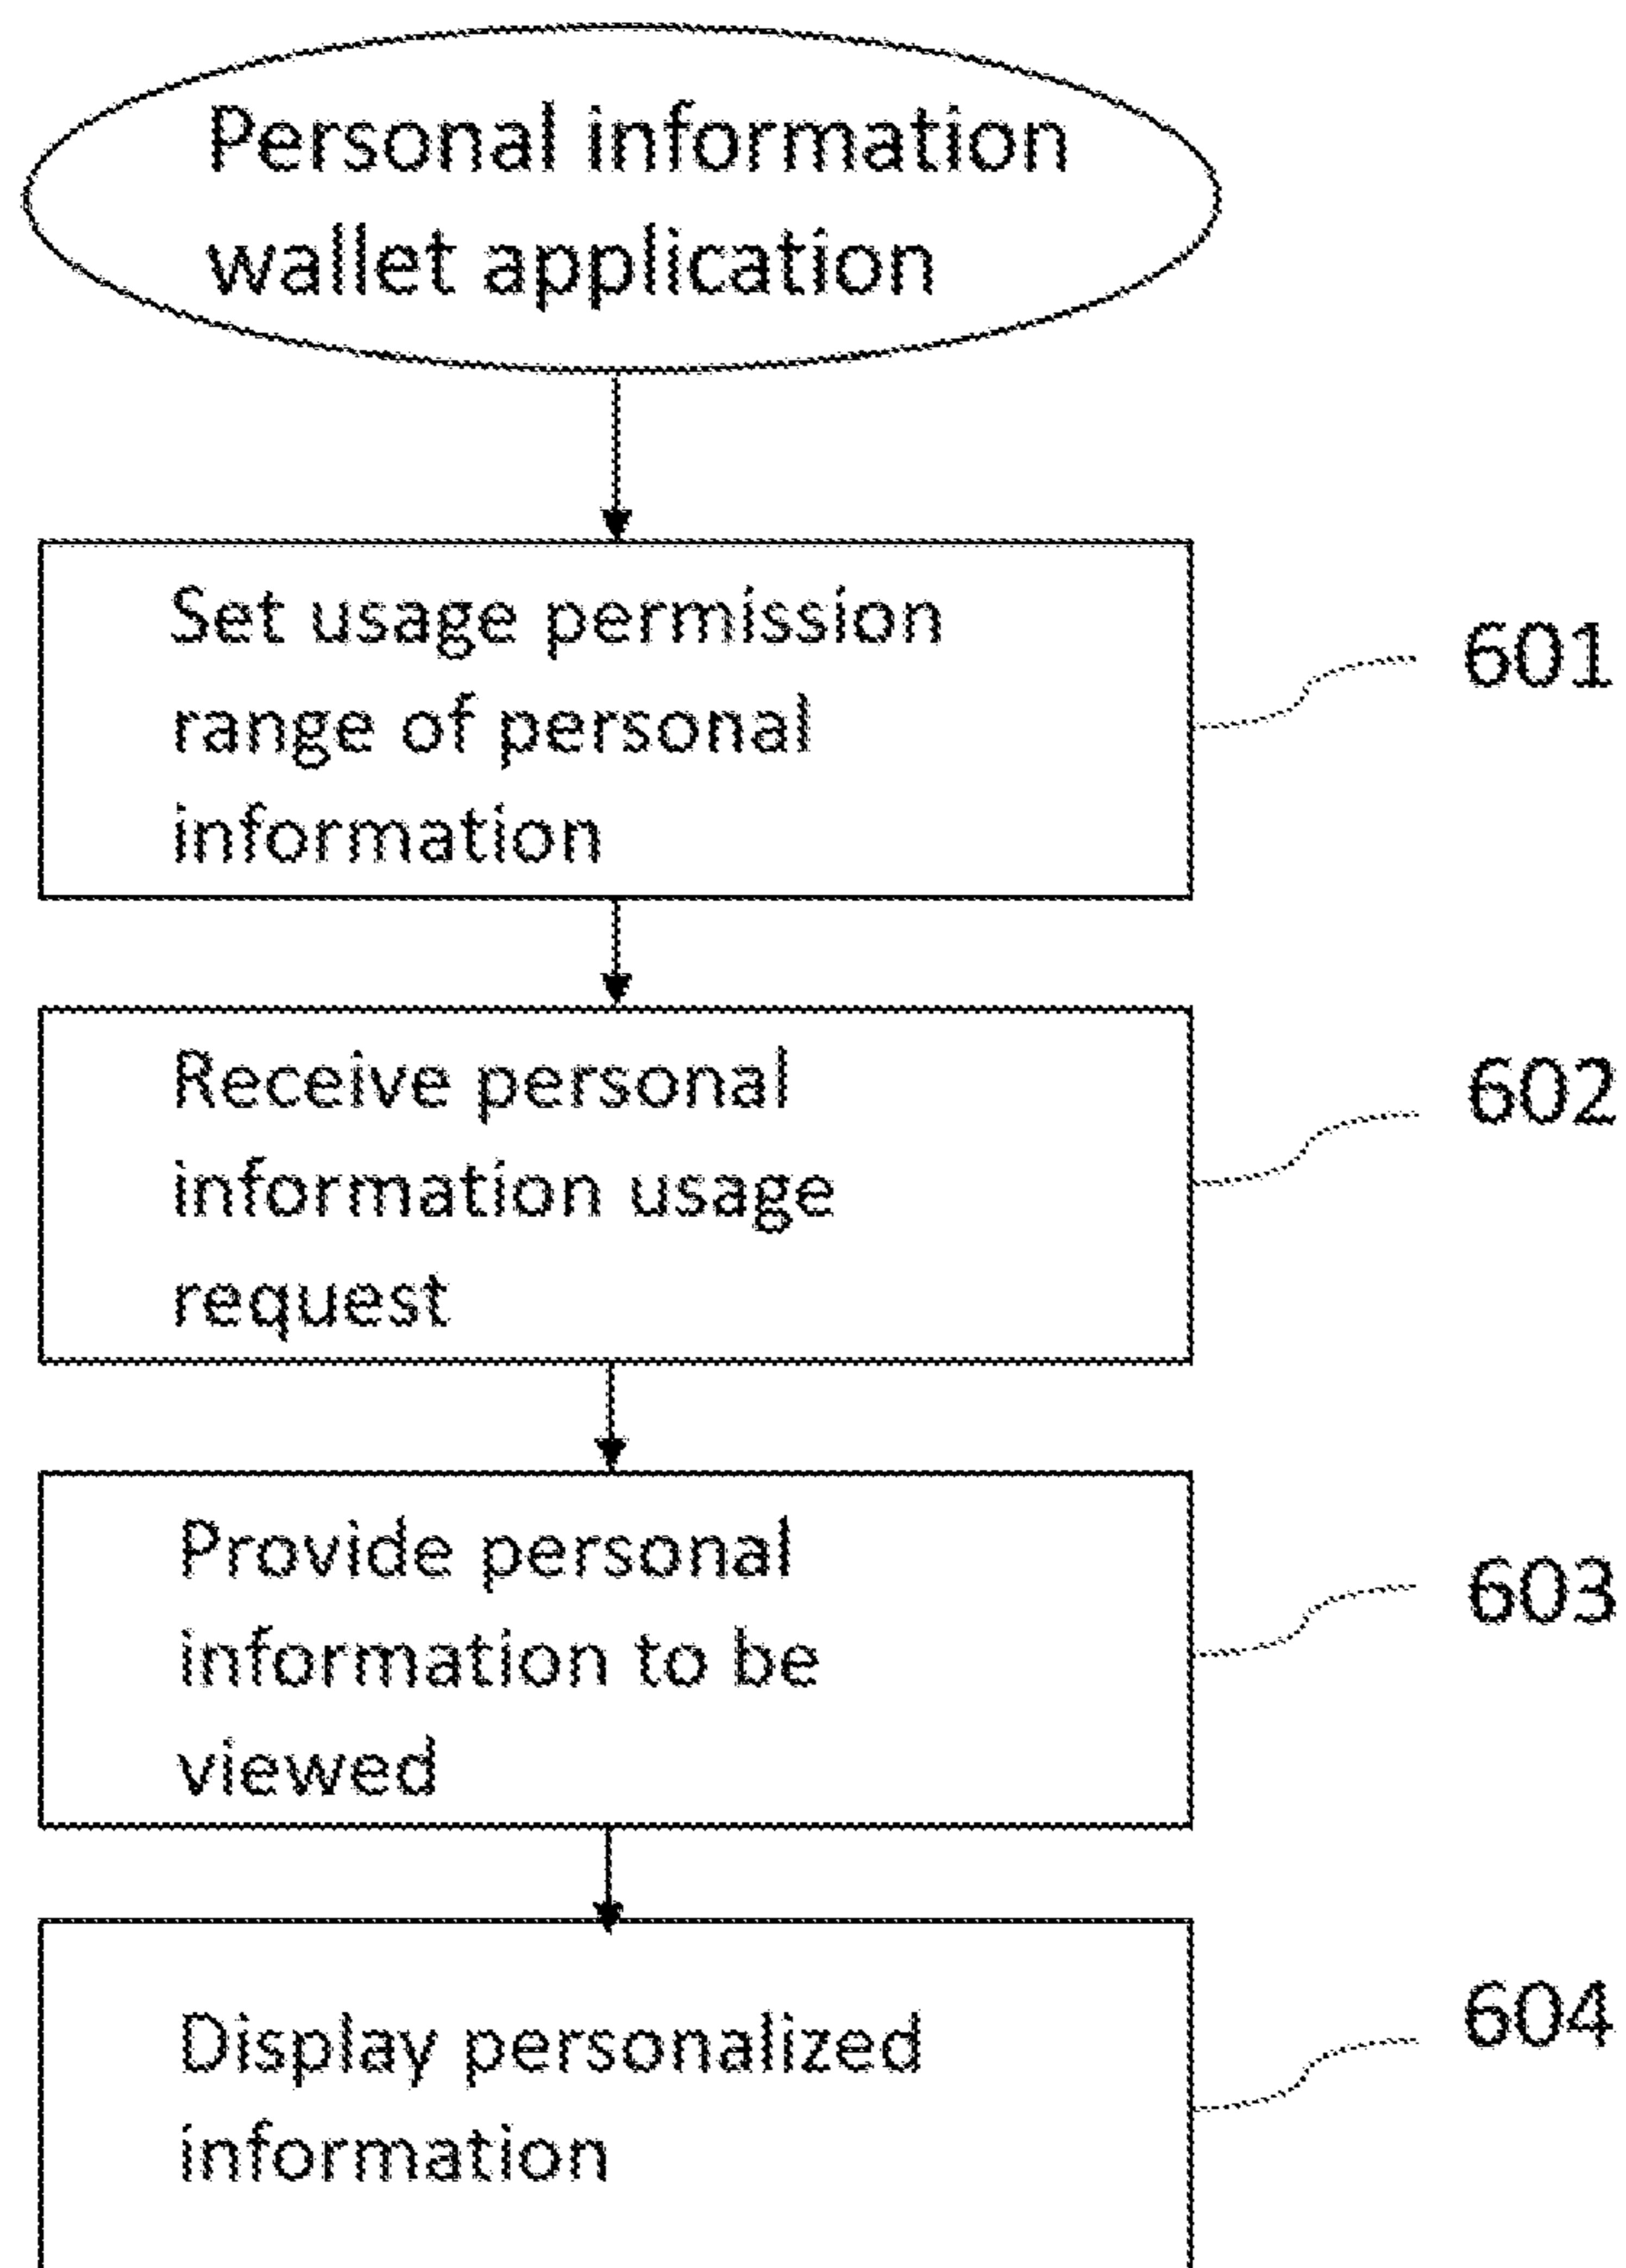 Personal information
wallet application
Set usage permission
range of personal
information
601
Receive personal
information usage
request
602
Provide personal
information to be
viewed
603
Display personalized
information
604